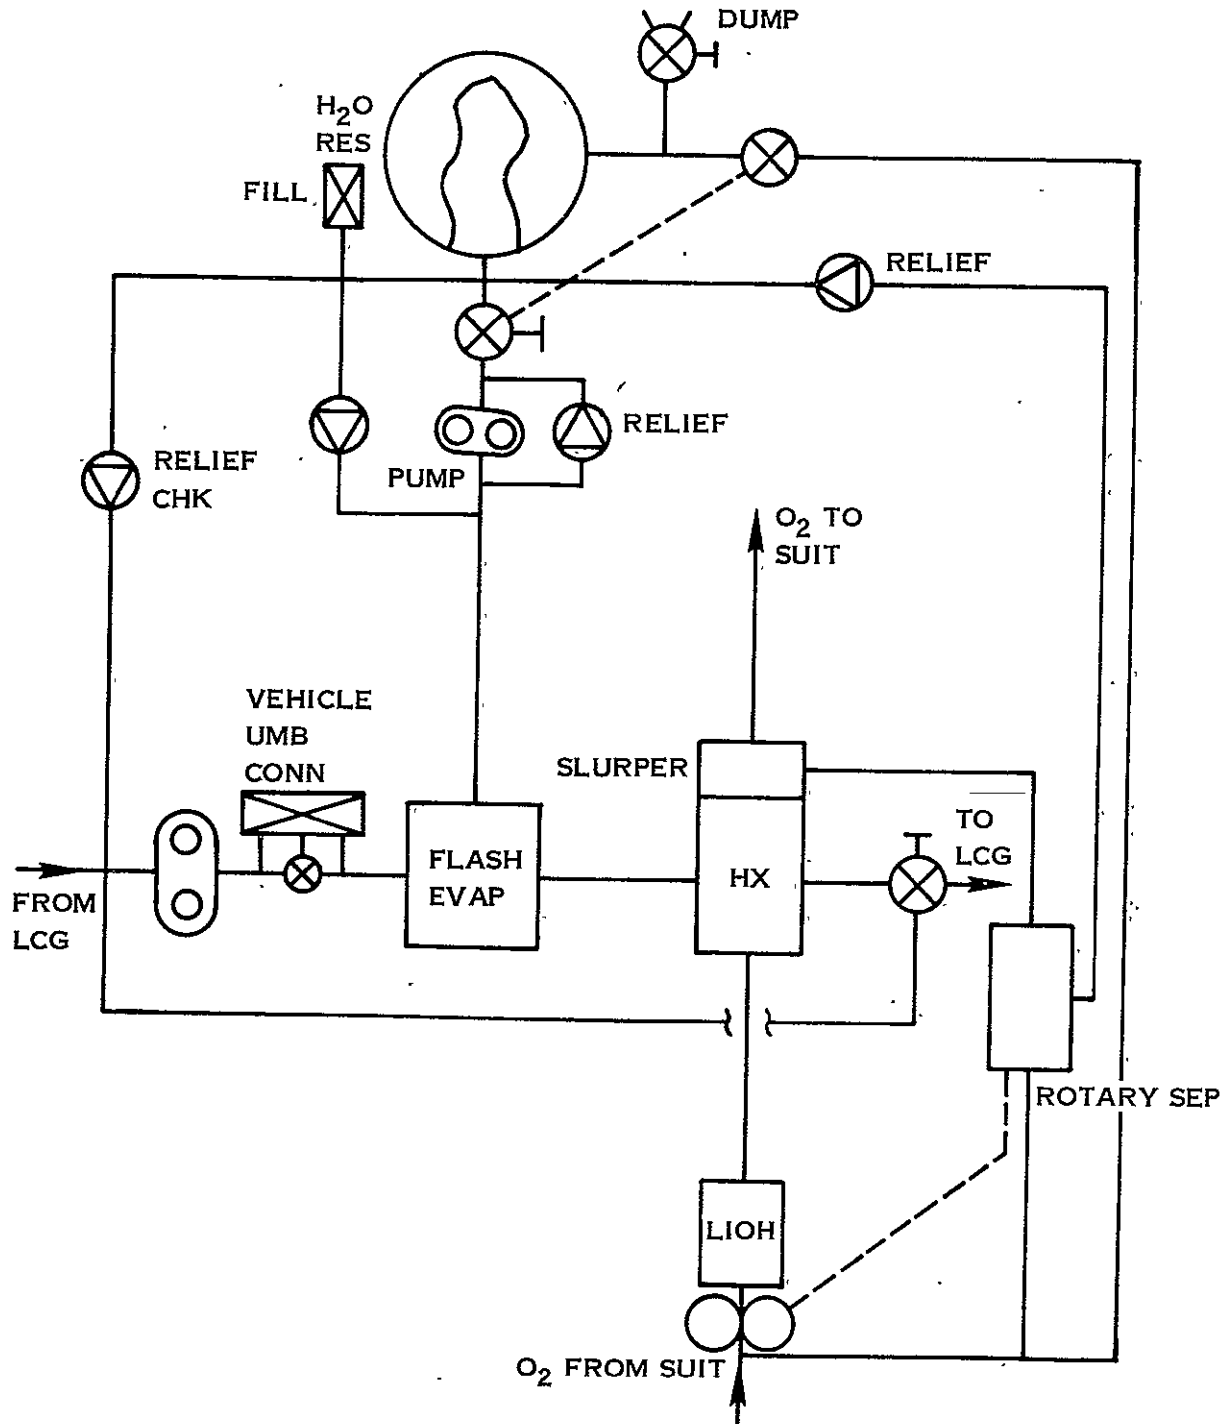 DUMP
H2O
RES
FILL
RELIEF
RELIEF
CHK
PUMP
RELIEF
O2 TO
SUIT
VEHICLE
UMB
CONN
SLURPER
FROM
LCG
FLASH
EVAP
HX
TO
LCG
ROTARY SEP
LIOH
O2 FROM SUIT